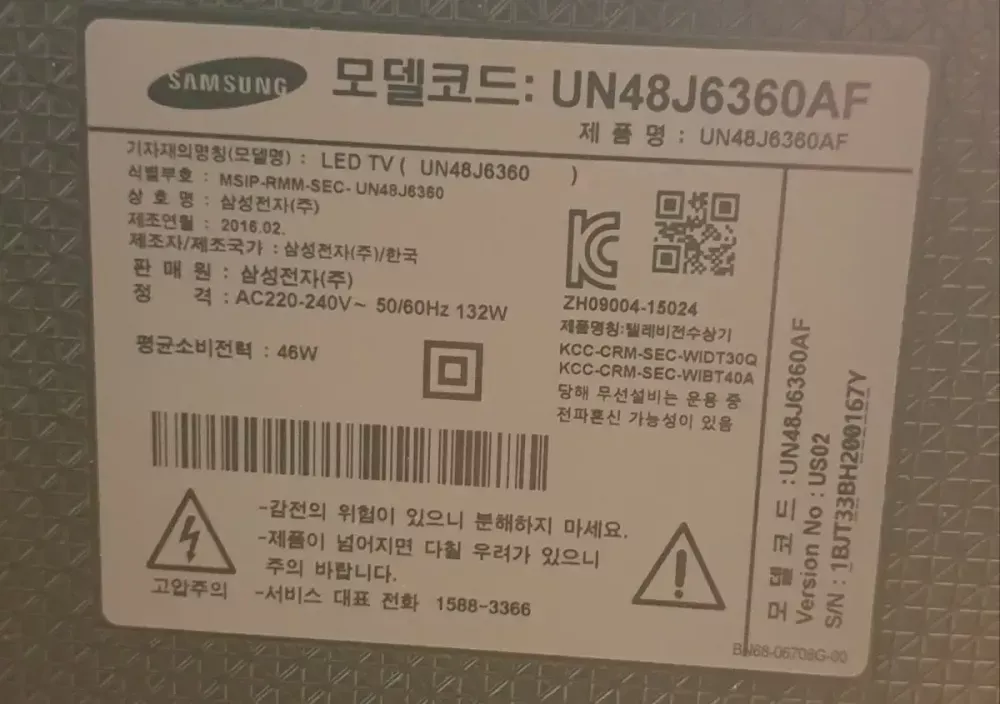 SAMSUNG 모델코드: UN48J6360AF
제 품 명 : UN48J6360AF
기자재의명칭(모델명) : LED TV ( UN48J6360 )
식별부호 : MSIP-RMM-SEC- UN48J6360
상 호 명 : 삼성전자(주)
제조연월 : 2016.02.
제조자/제조국가 : 삼성전자(주)/한국
판 매 원 : 삼성전자(주)
정 격 : AC220-240V~ 50/60Hz 132W
평균소비전력 : 46W
ZH09004-15024
제품명칭:텔레비전수상기
KCC-CRM-SEC-WIDT30Q
KCC-CRM-SEC-WIBT40A
당해 무선설비는 운용 중
전파혼신 가능성이 있음
고압주의
-감전의 위험이 있으니 분해하지 마세요.
-제품이 넘어지면 다칠 우려가 있으니
주의 바랍니다.
-서비스 대표 전화 1588-3366
모 델 코 드 :UN48J6360AF
Version No : US02
S/N : 1BJT33BH200167Y
BN68-06708G-00